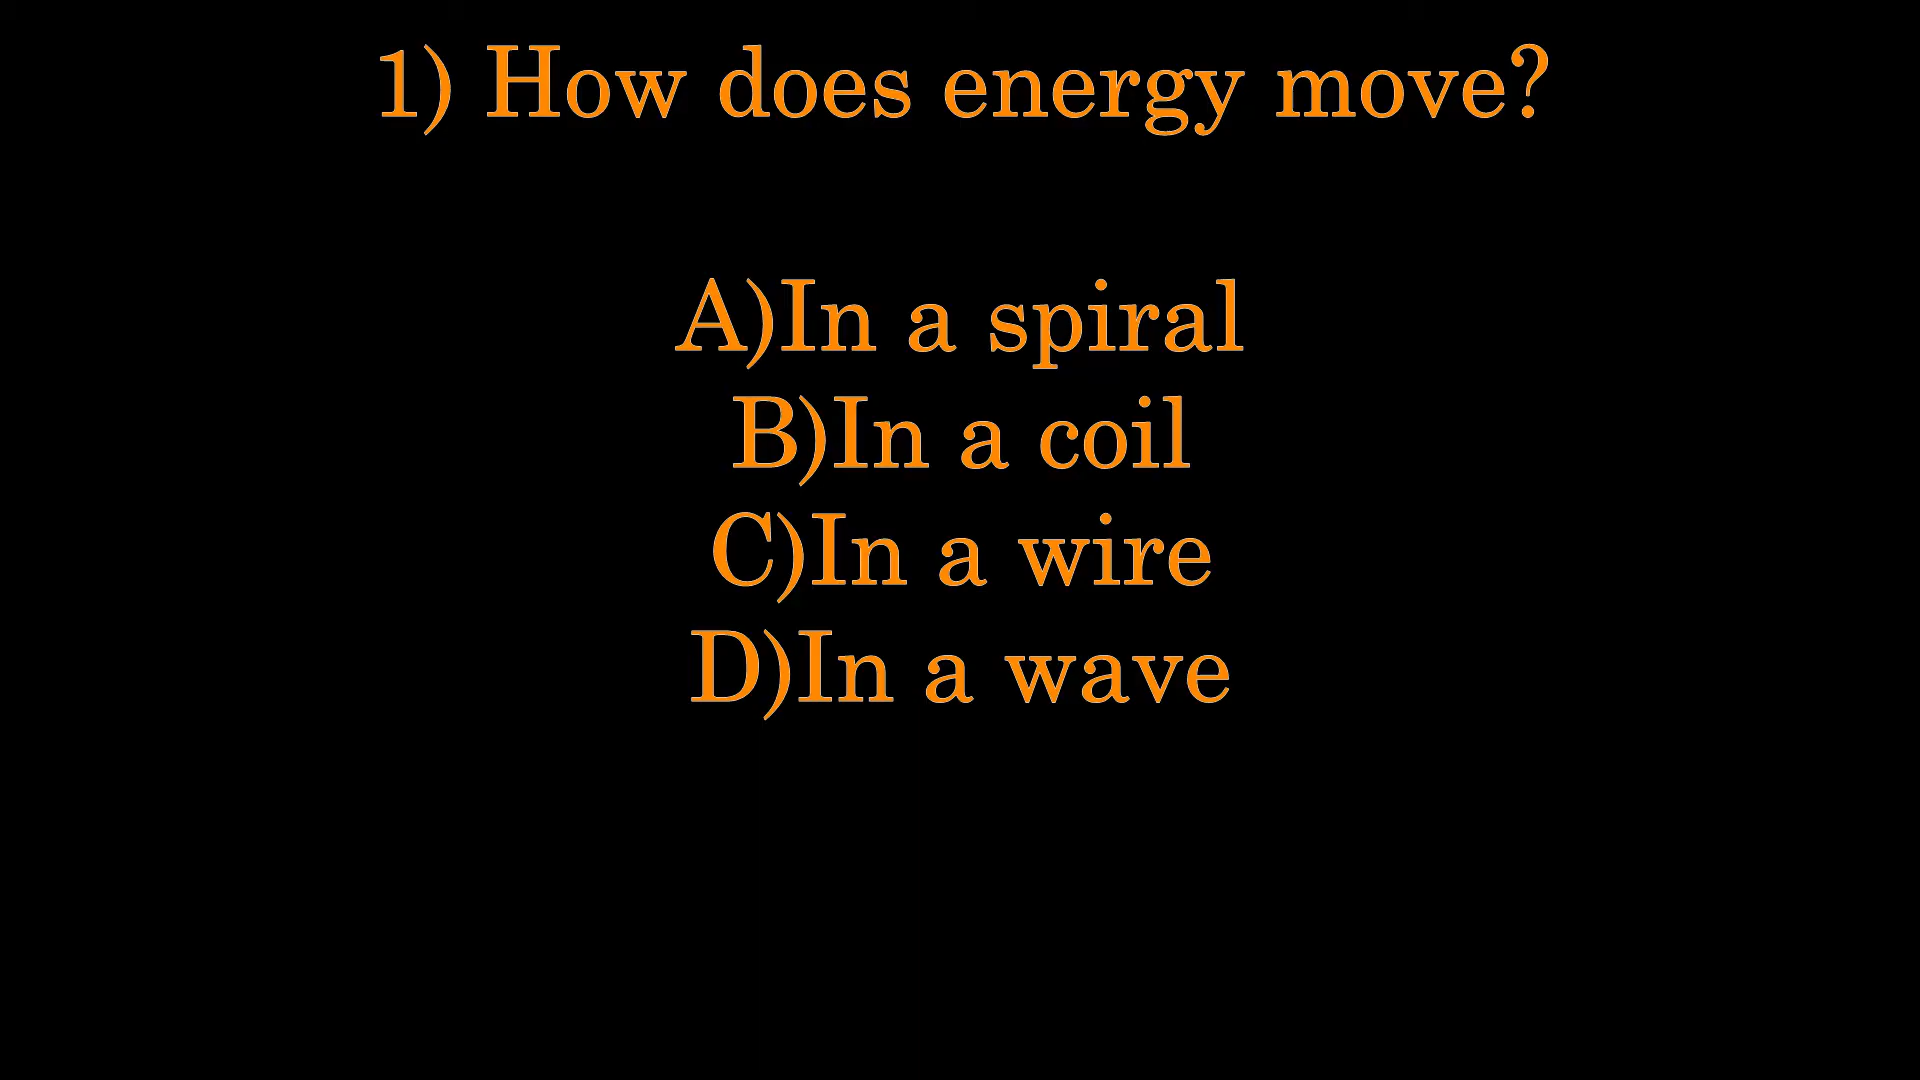 1) How does energy move?
A)In a spiral
B)In a coil
C)In a wire
D)In a wave